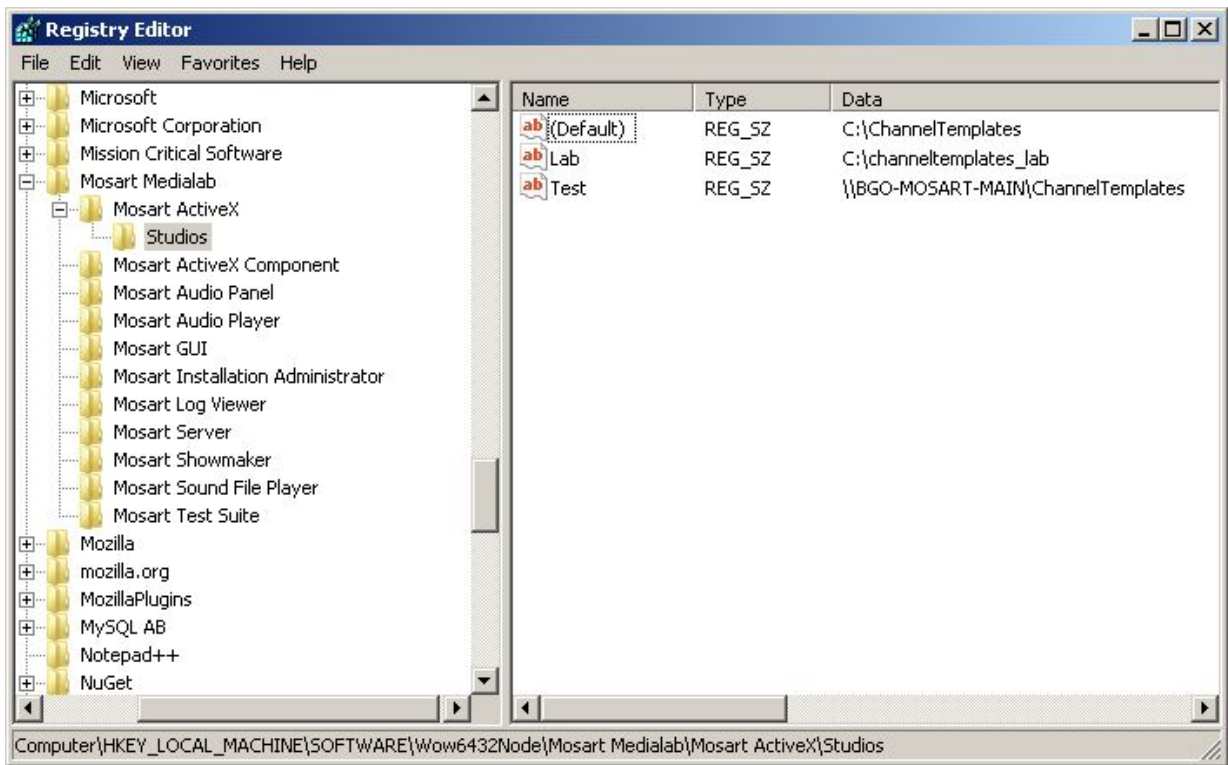 Registry Editor
File Edit View Favorites Help
Microsoft
Microsoft Corporation
Mission Critical Software
Mosart Medialab
Mosart ActiveX
Studios
Mosart ActiveX Component
Mosart Audio Panel
Mosart Audio Player
Mosart GUI
Mosart Installation Administrator
Mosart Log Viewer
Mosart Server
Mosart Showmaker
Mosart Sound File Player
Mosart Test Suite
Mozilla
mozilla.org
MozillaPlugins
MySQL AB
Notepad++
NuGet
Name Type Data
ab (Default) REG_SZ C:\ChannelTemplates
ab Lab REG_SZ C:\channeltemplates_lab
ab Test REG_SZ \\BGO-MOSART-MAIN\ChannelTemplates
Computer\HKEY_LOCAL_MACHINE\SOFTWARE\Wow6432Node\Mosart Medialab\Mosart ActiveX\Studios